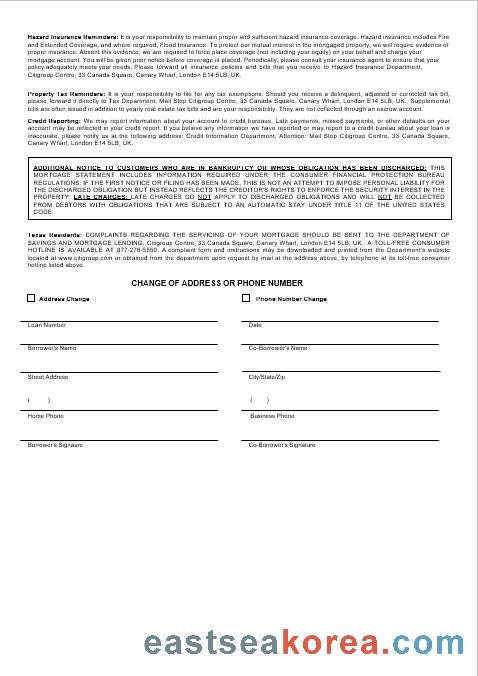 Hazard Insurance Reminders: It is your responsibility to maintain proper and sufficient hazard insurance coverage. Hazard insurance includes Fire
and Extended Coverage, and where required, Flood Insurance. To protect our mutual interest in the mortgaged property, we will require evidence
of proper insurance. Absent this evidence, we are required to force place coverage (not including your equity) on your behalf and charge your
mortgage account. You will be given prior notice before coverage is placed. Periodically, please consult your insurance agent to ensure that your
policy adequately meets your needs. Please forward all insurance policies and bills that you receive to Hazard Insurance Department,
Citigroup Centre, 33 Canada Square, Canary Wharf, London E14 5LB, UK.
Property Tax Reminders: It is your responsibility to file for any tax exemptions. Should you receive a delinquent, adjusted or corrected tax bill,
please forward it directly to Tax Department, Mail Stop Citigroup Centre, 33 Canada Square, Canary Wharf, London E14 5LB, UK.. Supplemental
bills are often issued in addition to yearly real estate tax bills and are your responsibility. They are not collected through an escrow account.
Credit Reporting: We may report information about your account to credit bureaus. Late payments, missed payments, or other defaults on your
account may be reflected in your credit report. If you believe any information we have reported or may report to a credit bureau about your loan is
inaccurate, please notify us at the following address: Credit Information Department, Attention: Mail Stop Citigroup Centre, 33 Canada Square,
Canary Wharf, London E14 5LB, UK.
ADDITIONAL NOTICE TO CUSTOMERS WHO ARE IN BANKRUPTCY OR WHOSE OBLIGATION HAS BEEN DISCHARGED: THIS
MORTGAGE STATEMENT INCLUDES INFORMATION REQUIRED UNDER THE CONSUMER FINANCIAL PROTECTION BUREAU
REGULATIONS. IF THE FIRST NOTICE OR FILING HAS BEEN MADE, THIS IS NOT AN ATTEMPT TO IMPOSE PERSONAL LIABILITY FOR
THE DISCHARGED OBLIGATION BUT INSTEAD REFLECTS THE CREDITOR'S RIGHTS TO ENFORCE THE SECURITY INTEREST IN THE
PROPERTY. LATE CHARGES: LATE CHARGES DO NOT APPLY TO DISCHARGED OBLIGATIONS AND WILL NOT BE COLLECTED
FROM DEBTORS WITH OBLIGATIONS THAT ARE SUBJECT TO AN AUTOMATIC STAY UNDER TITLE 11 OF THE UNITED STATES
CODE.
Texas Residents: COMPLAINTS REGARDING THE SERVICING OF YOUR MORTGAGE SHOULD BE SENT TO THE DEPARTMENT OF
SAVINGS AND MORTGAGE LENDING, Citigroup Centre, 33 Canada Square, Canary Wharf, London E14 5LB, UK. A TOLL-FREE CONSUMER
HOTLINE IS AVAILABLE AT 877-276-5550. A complaint form and instructions may be downloaded and printed from the Department's website
located at www.citigroup.com or obtained from the department upon request by mail at the address above, by telephone at its toll-free consumer
hotline listed above.
CHANGE OF ADDRESS OR PHONE NUMBER
Address Change Phone Number Change
Loan Number Date
Borrower's Name Co-Borrower's Name
Street Address City/State/Zip
( ) ( )
Home Phone Business Phone
Borrower's Signaure Co-Borrower's Signature
eastseakorea.com